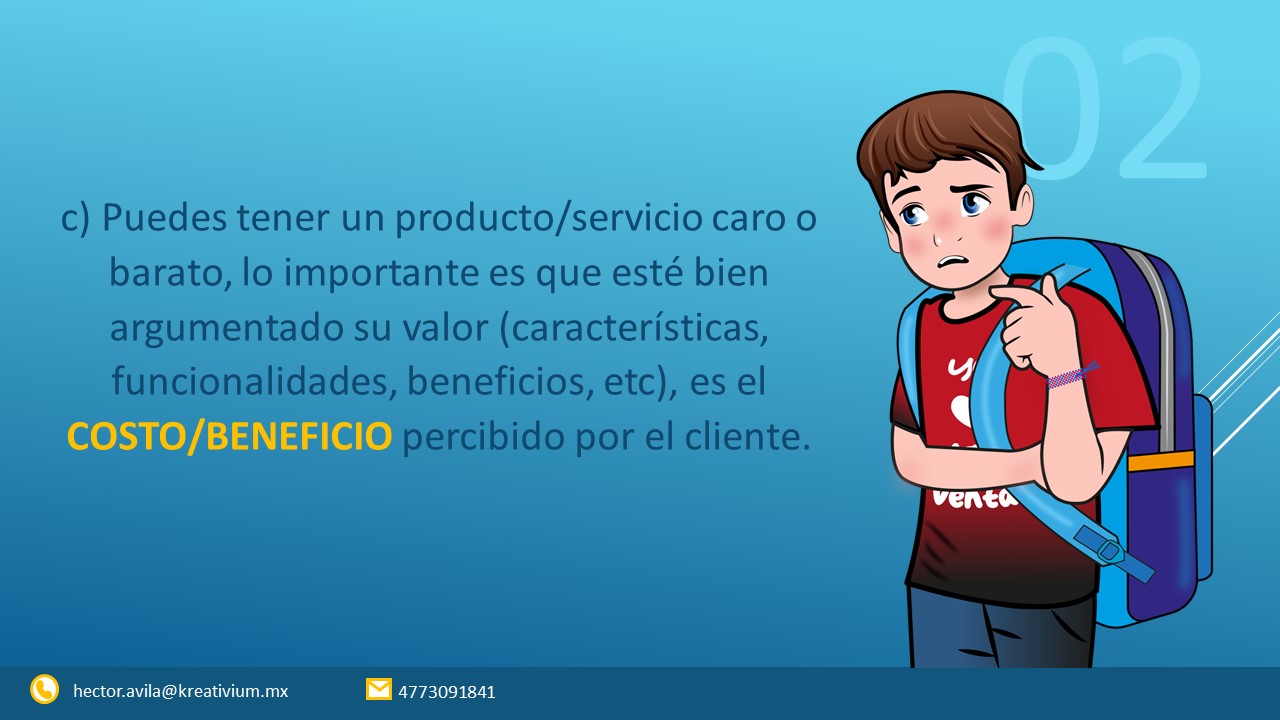 02
c) Puedes tener un producto/servicio caro o
barato, lo importante es que esté bien
argumentado su valor (características,
funcionalidades, beneficios, etc), es el
COSTO/BENEFICIO percibido por el cliente.
hector.avila@kreativium.mx
4773091841